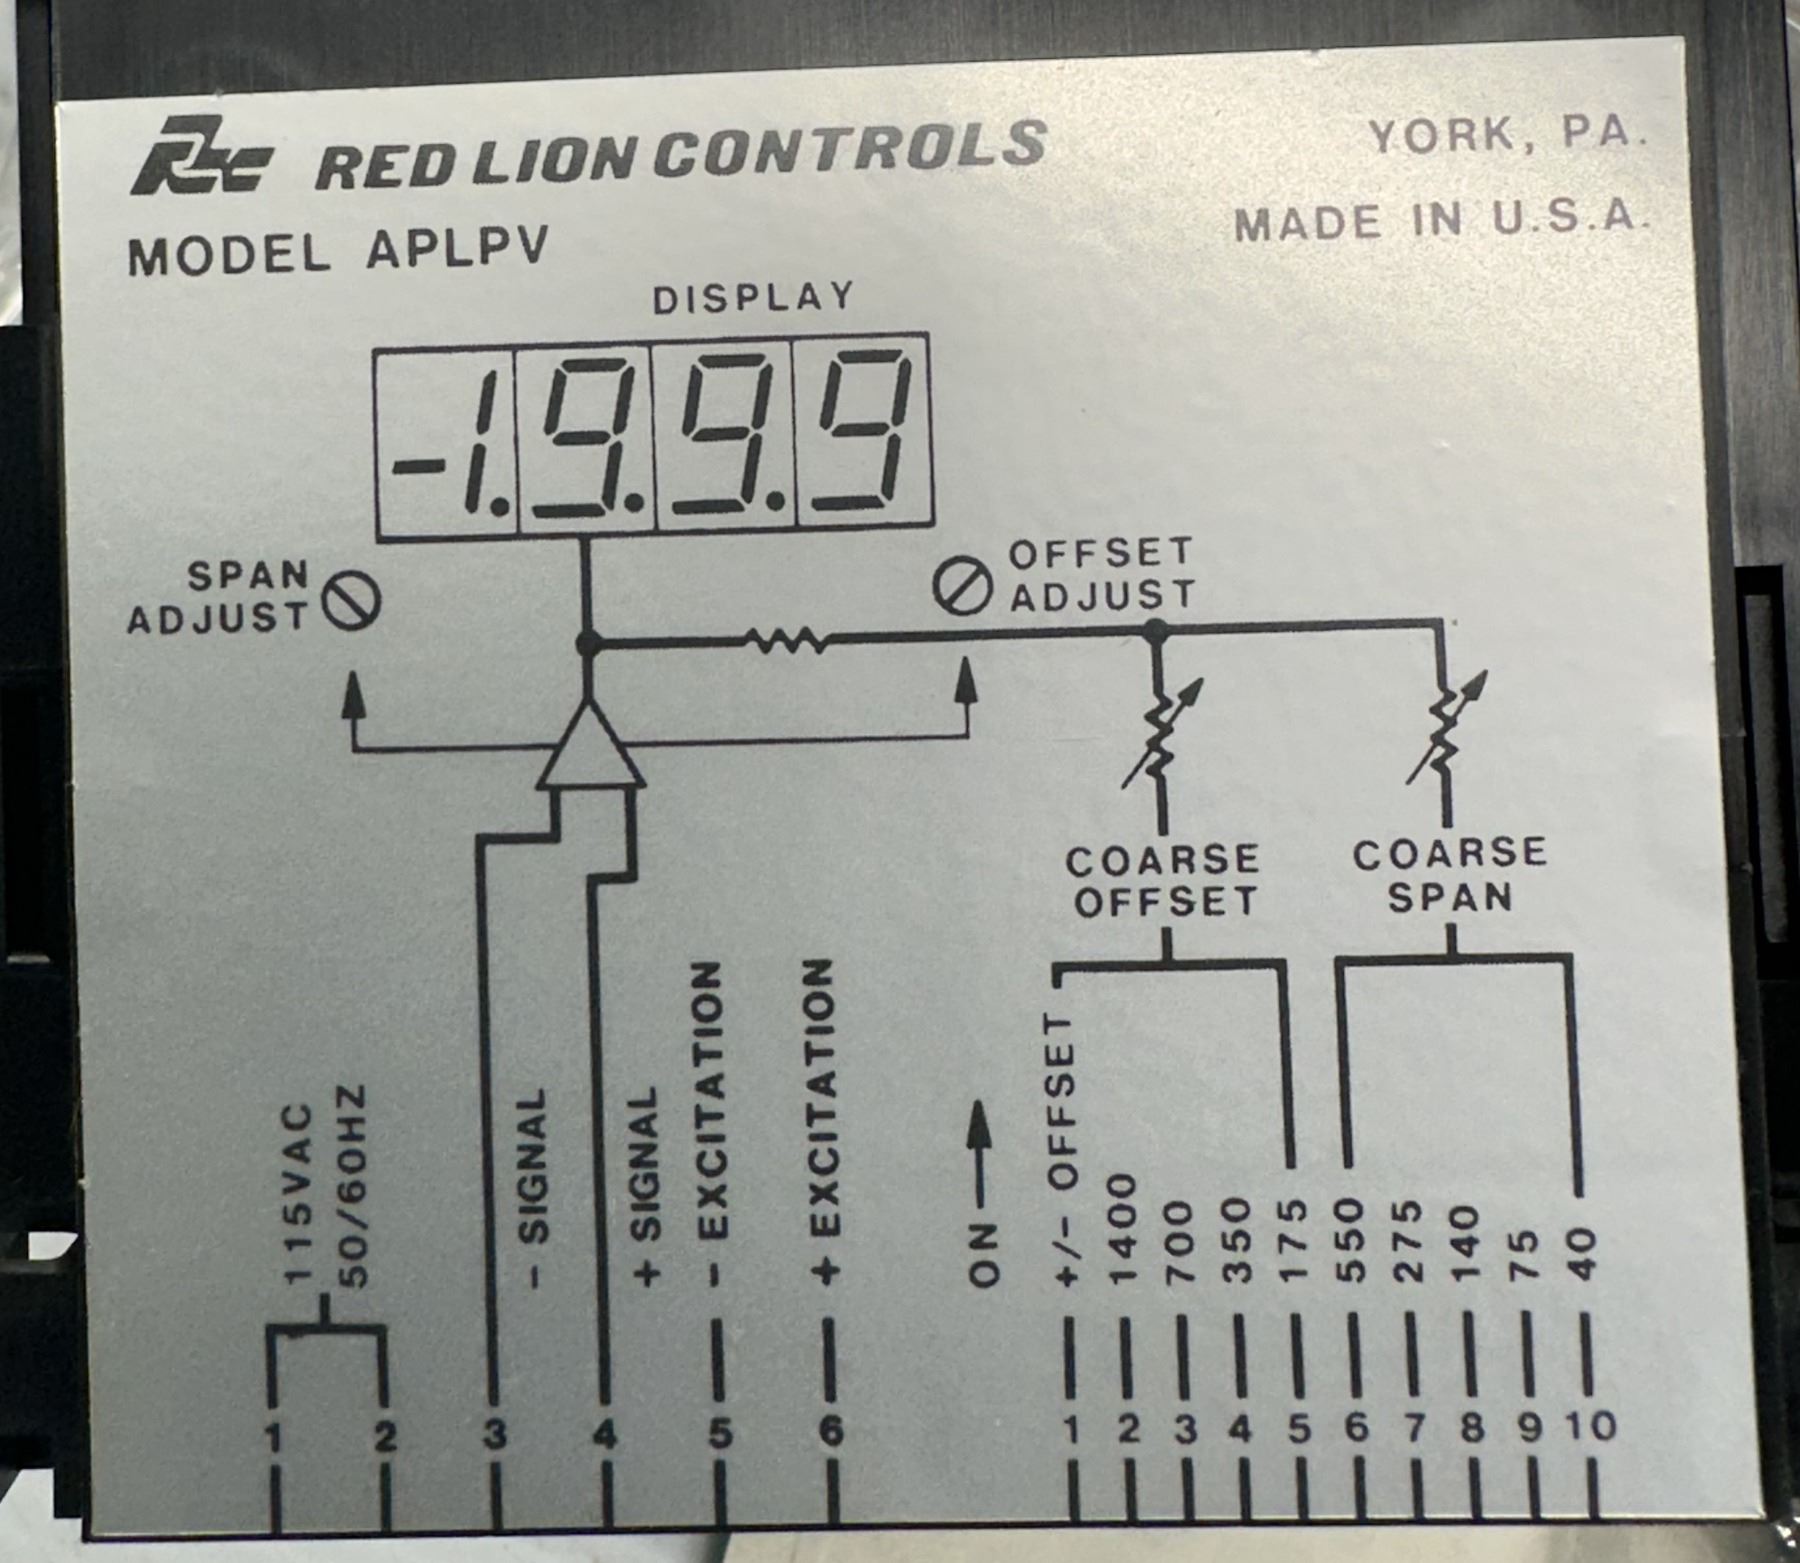 RLC RED LION CONTROLS
YORK, PA.
MODEL APLPV
MADE IN U.S.A.
DISPLAY
-1.9.9.9
SPAN
ADJUST
OFFSET
ADJUST
COARSE
OFFSET
COARSE
SPAN
115VAC
50/60HZ
- SIGNAL
+ SIGNAL
- EXCITATION
+ EXCITATION
ON
+/- OFFSET
1400
700
350
175
550
275
140
75
40
1 2 3 4 5 6
1 2 3 4 5 6 7 8 9 10